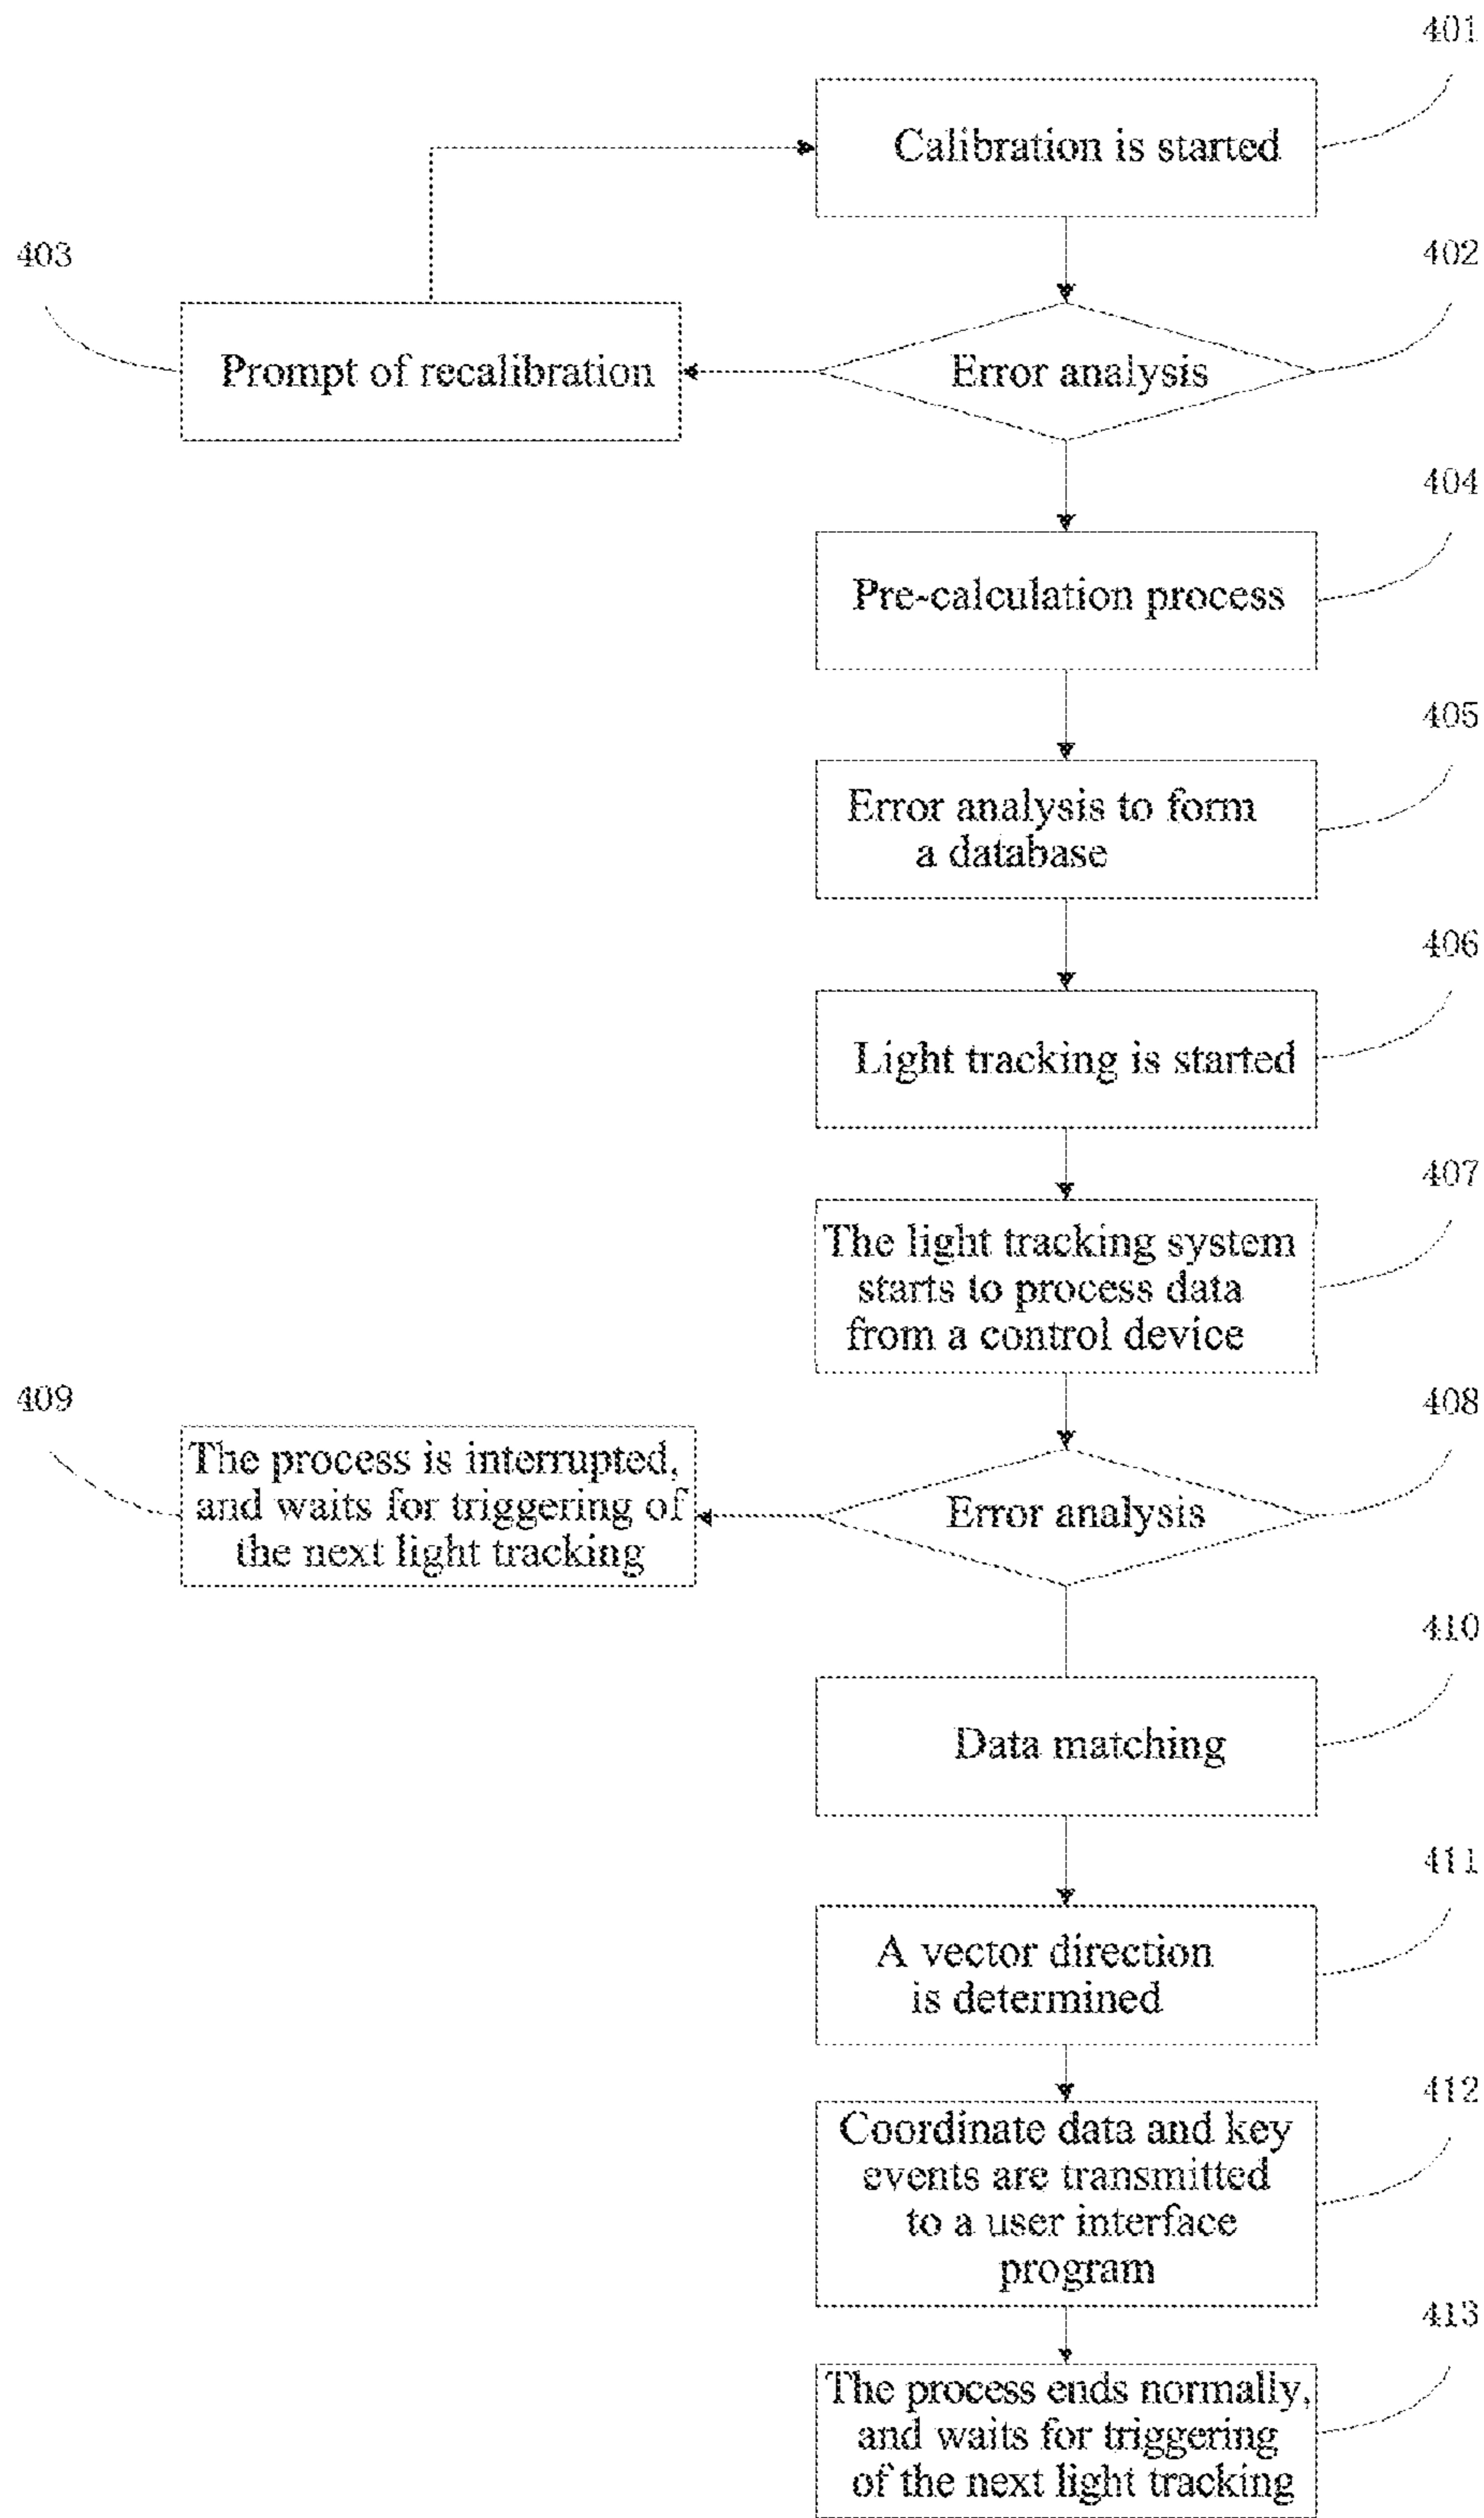 401
Calibration is started
403
402
Prompt of recalibration
Error analysis
404
Pre-calculation process
405
Error analysis to form
a database
406
Light tracking is started
407
The light tracking system
starts to process data
from a control device
409
408
The process is interrupted,
and waits for triggering of
the next light tracking
Error analysis
410
Data matching
411
A vector direction
is determined
412
Coordinate data and key
events are transmitted
to a user interface
program
413
The process ends normally,
and waits for triggering
of the next light tracking